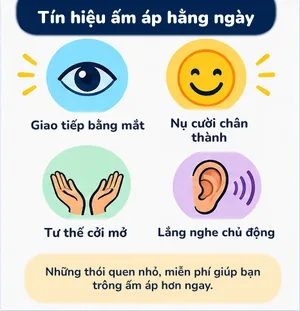 Tín hiệu ấm áp hằng ngày
Giao tiếp bằng mắt
Nụ cười chân
thành
Tư thế cởi mở
Lắng nghe chủ động
Những thói quen nhỏ, miễn phí giúp bạn
trông ấm áp hơn ngay.